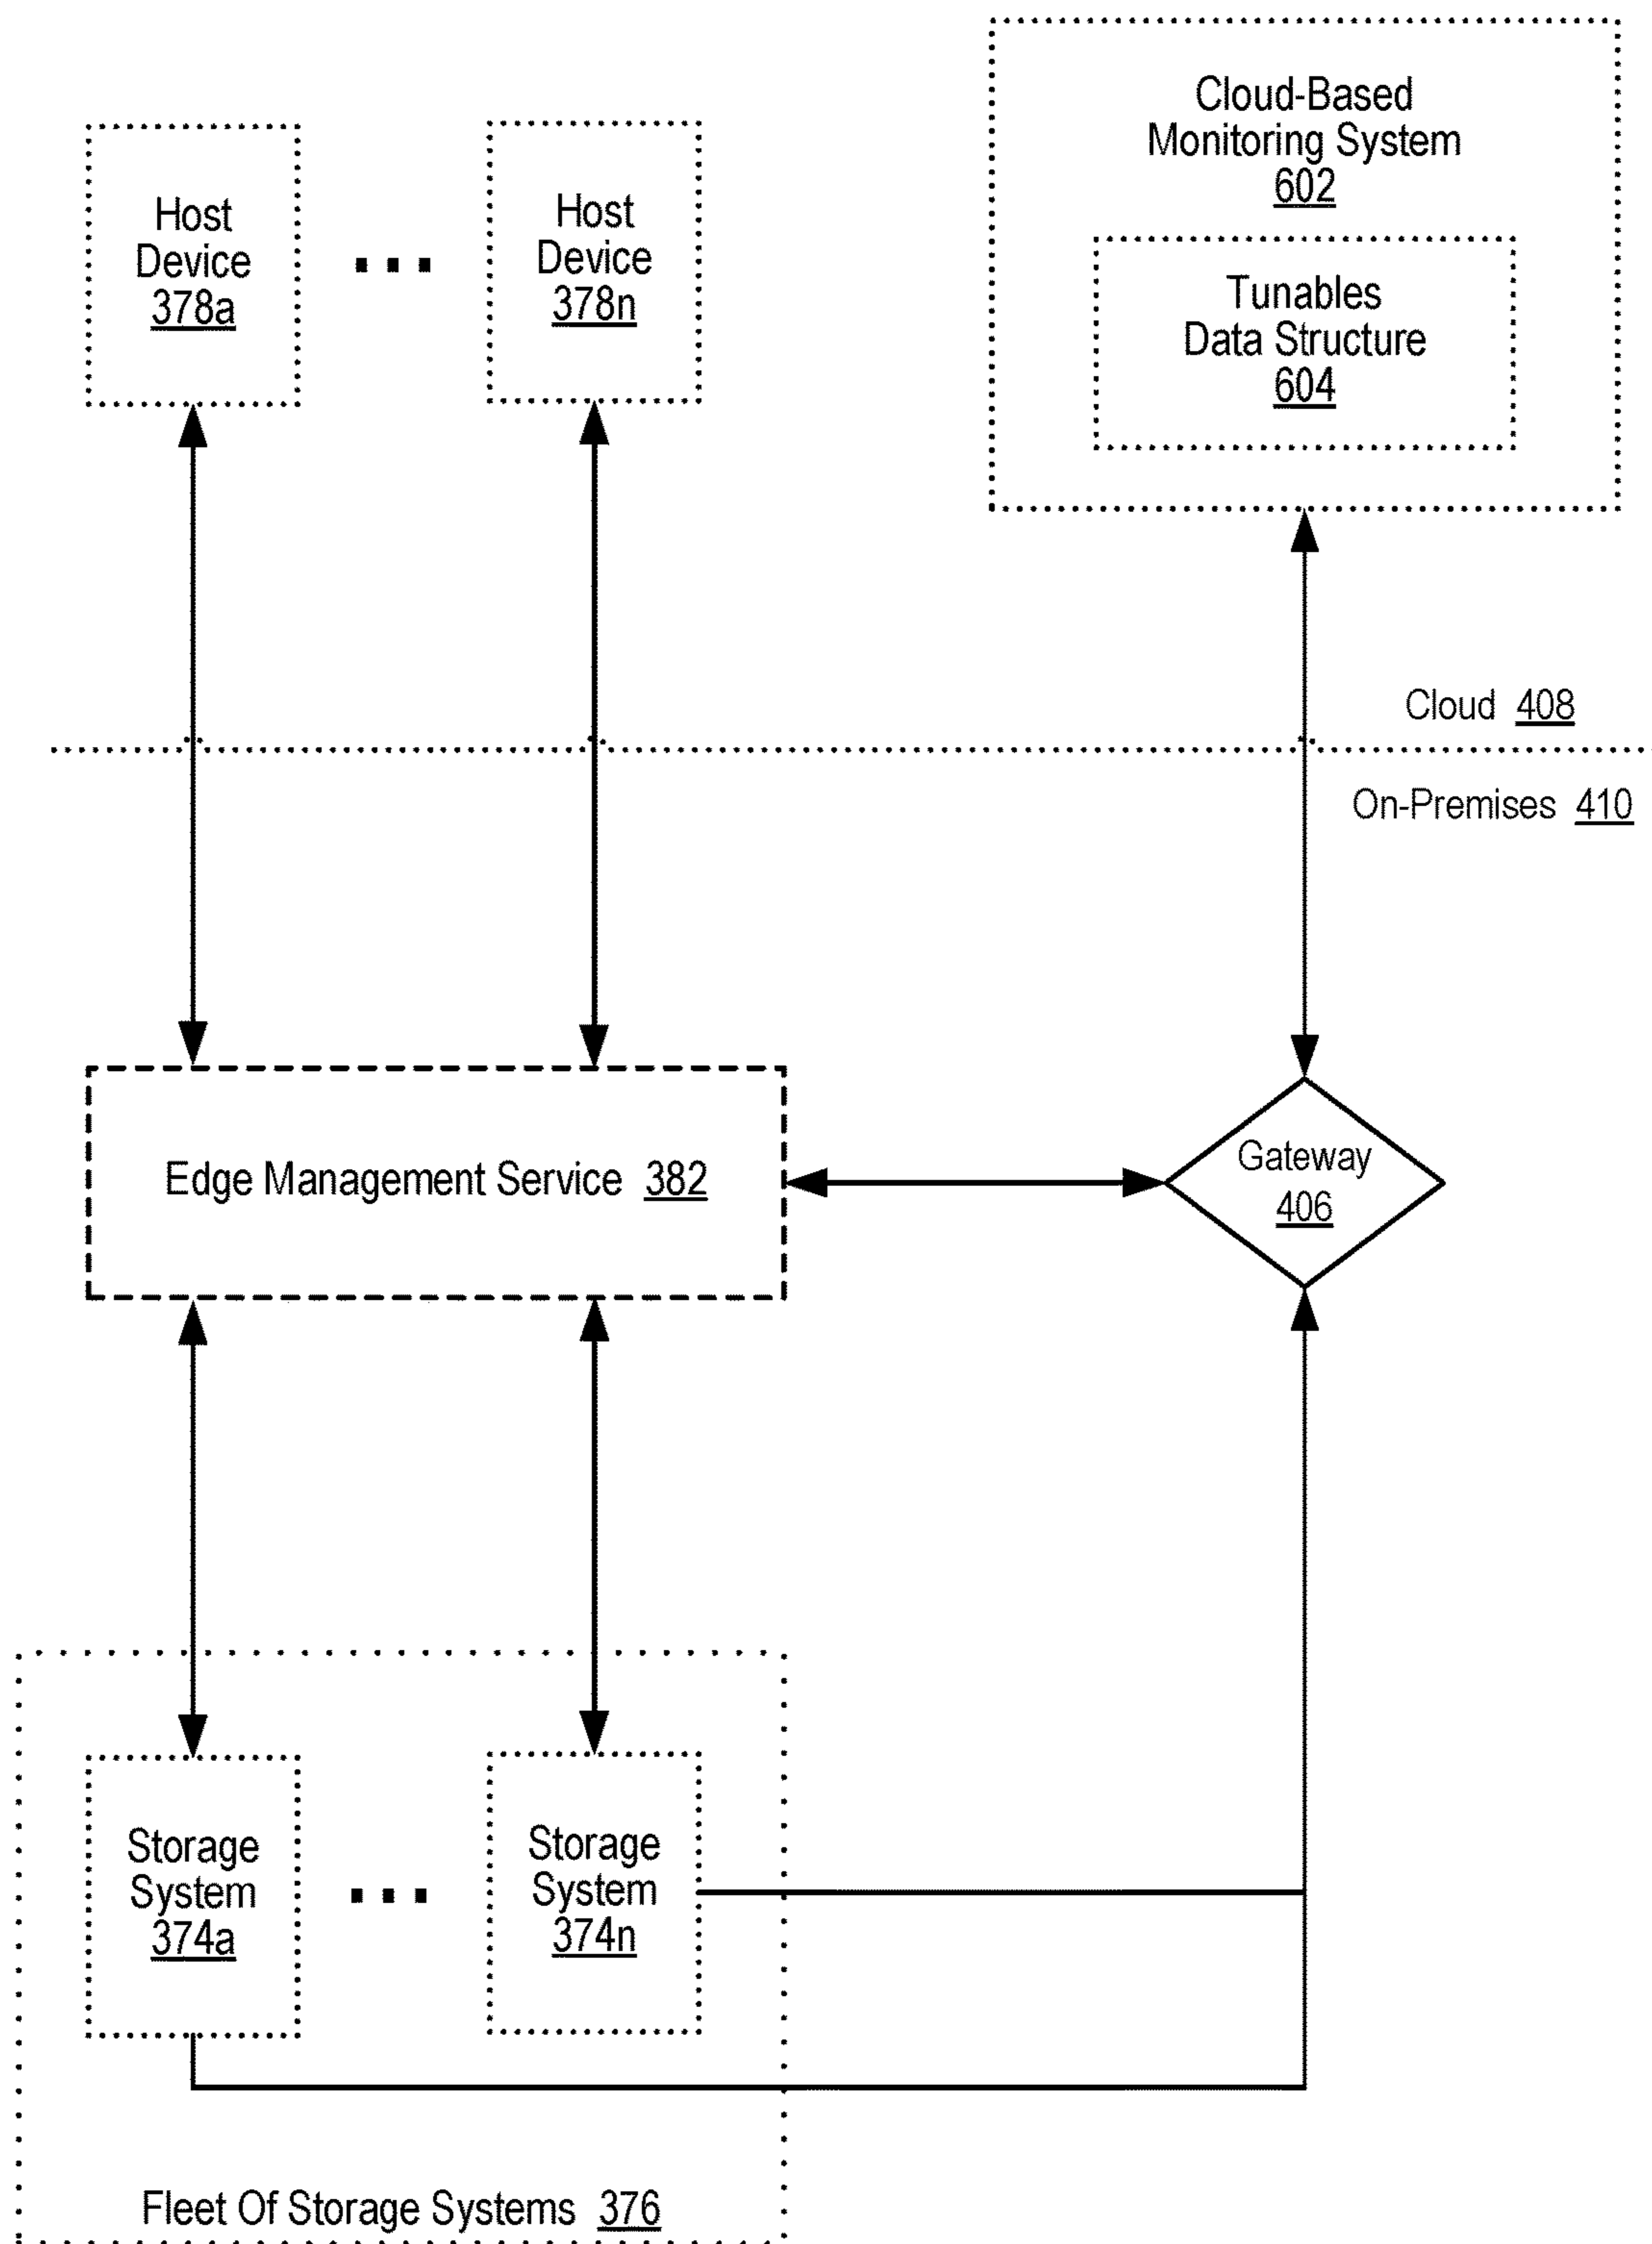 Cloud-Based
Monitoring System
602
Host
Device
378a
Host
Device
378n
Tunables
Data Structure
604
Cloud 408
On-Premises 410
Edge Management Service 382
Gateway
406
Storage
System
374a
Storage
System
374n
Fleet Of Storage Systems 376